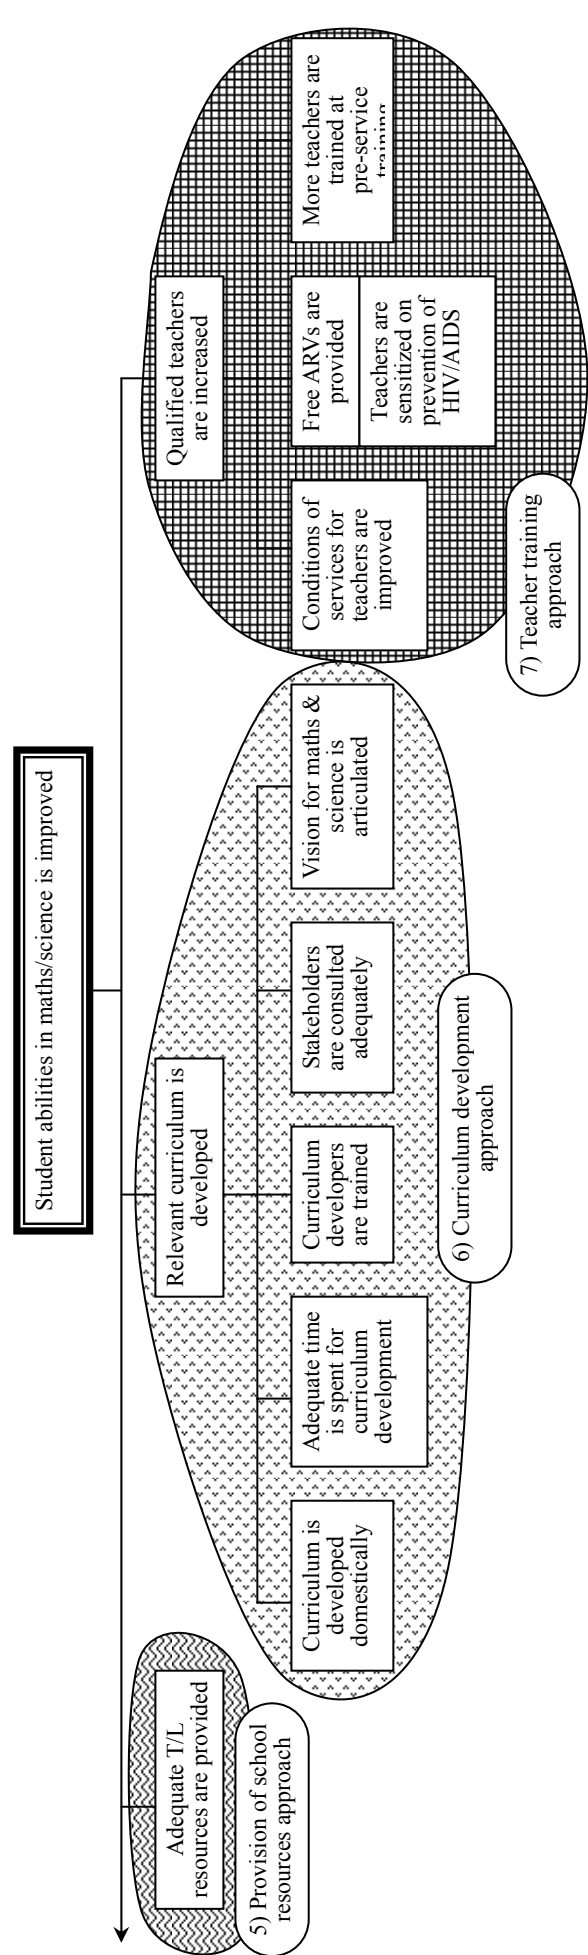 Student abilities in maths/science is improved
Adequate T/L
resources are provided
5) Provision of school
resources approach
Relevant curriculum is
developed
Curriculum is
developed
domestically
Adequate time
is spent for
curriculum
development
Curriculum
developers
are trained
Stakeholders
are consulted
adequately
Vision for maths &
science is
articulated
6) Curriculum development
approach
Qualified teachers
are increased
Conditions of
services for
teachers are
improved
Free ARVs are
provided
Teachers are
sensitized on
prevention of
HIV/AIDS
More teachers are
trained at
pre-service
training
7) Teacher training
approach